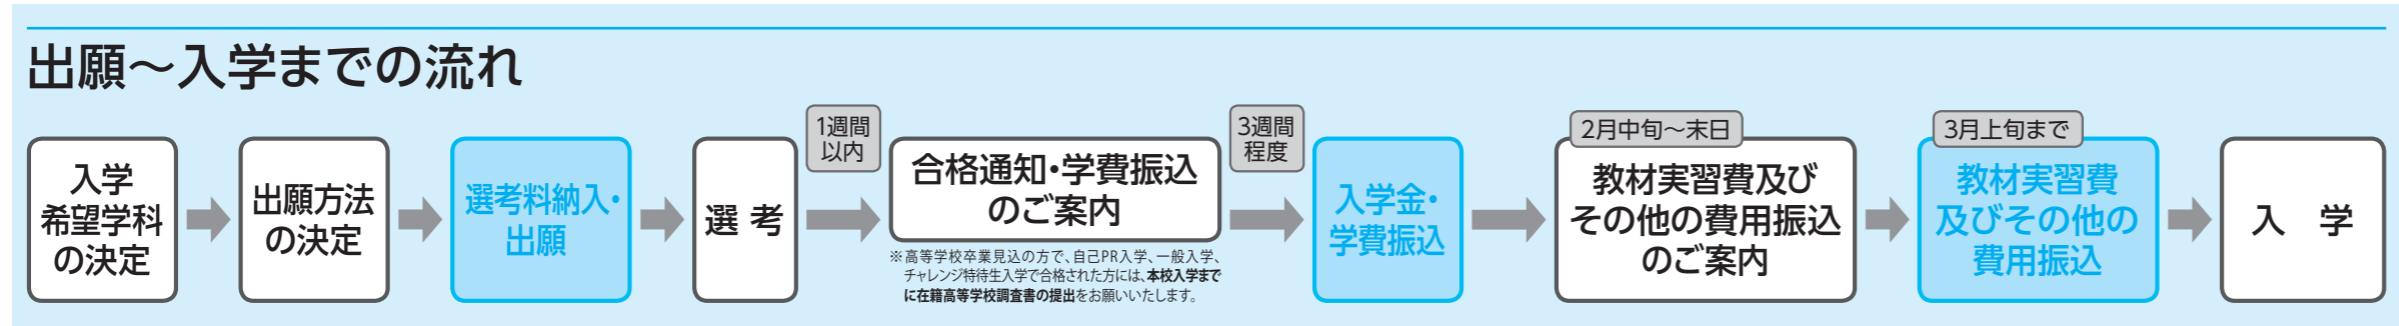 出願～入学までの流れ
入学
希望学科
の決定
出願方法
の決定
選考料納入・
出願
選 考
1週間
以内
合格通知・学費振込
のご案内
※高等学校卒業見込の方で、自己PR入学、一般入学、
チャレンジ特待生入学で合格された方には、本校入学まで
に在籍高等学校調査書の提出をお願いいたします。
3週間
程度
入学金・
学費振込
2月中旬～末日
教材実習費及び
その他の費用振込
のご案内
3月上旬まで
教材実習費
及びその他の
費用振込
入 学